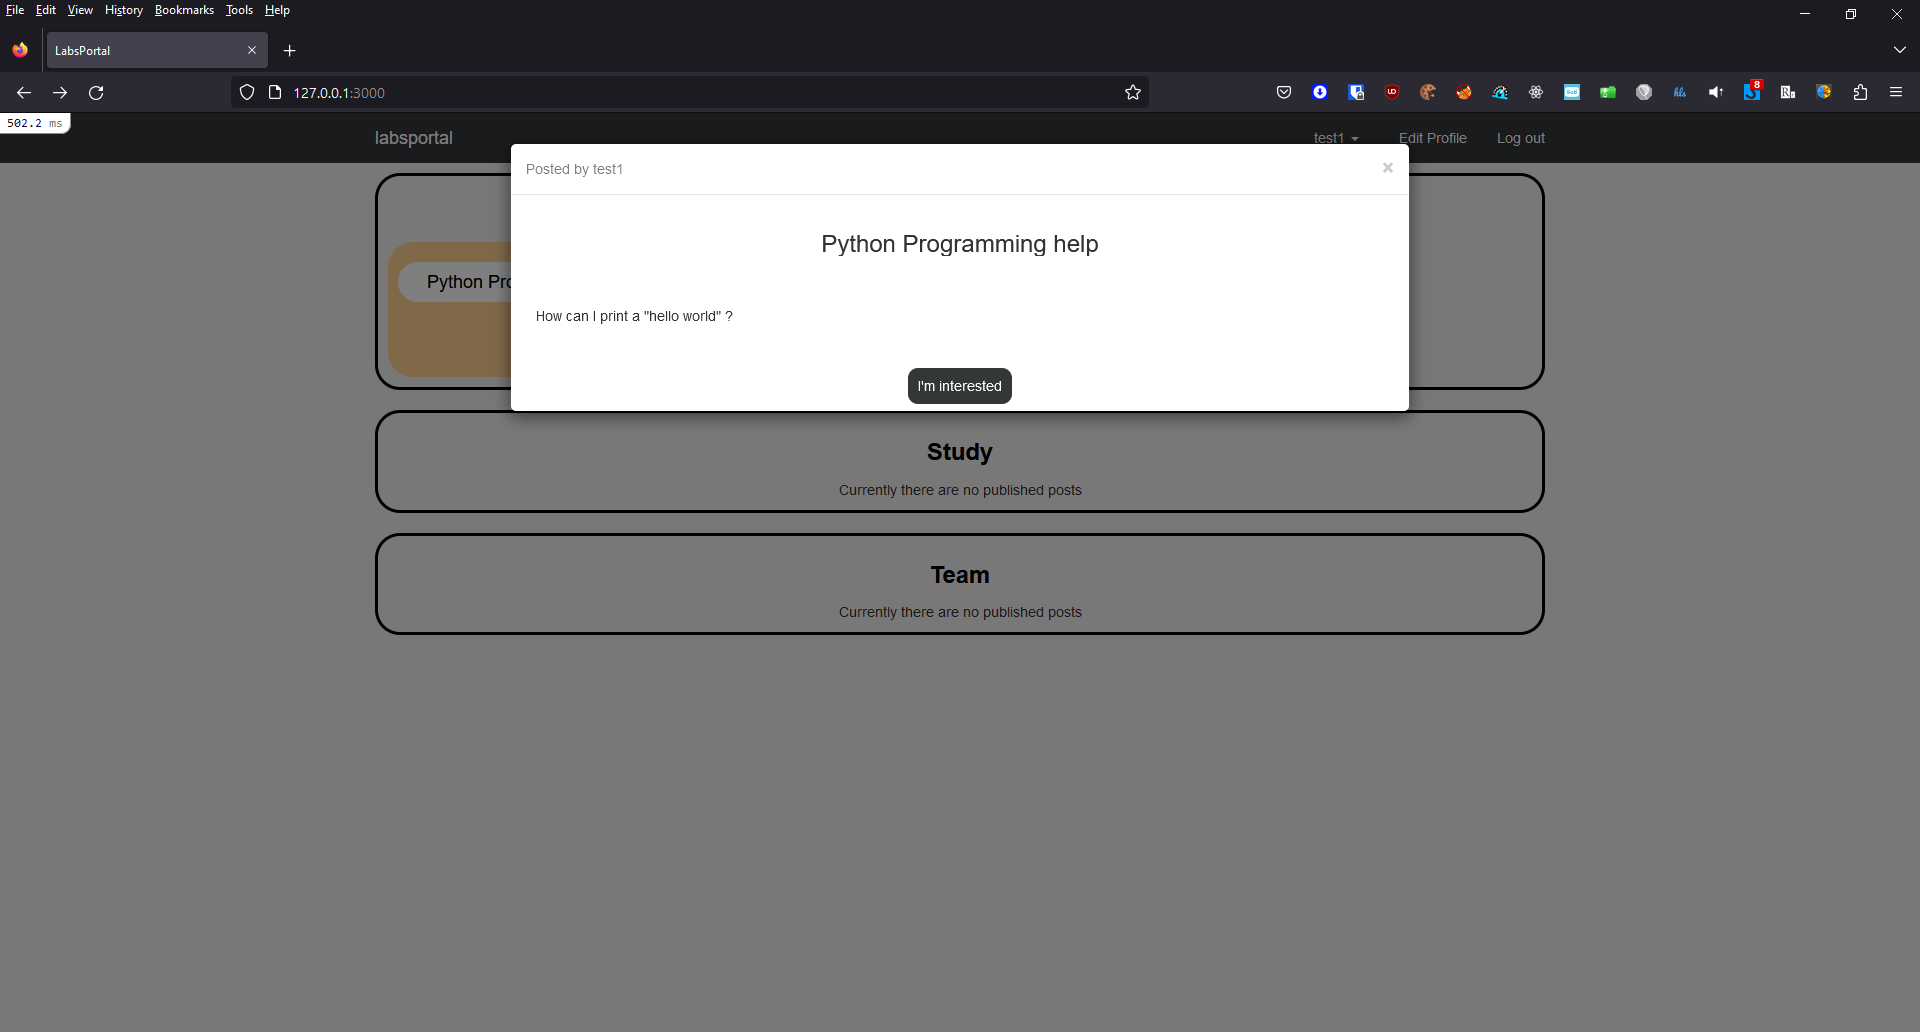 File Edit View History Bookmarks Tools Help
LabsPortal
127.0.0.1:3000
8
502.2 ms
labsportal
test1
Edit Profile
Log out
Posted by test1
×
Python Programming help
Python Pro
How can I print a "hello world" ?
I'm interested
Study
Currently there are no published posts
Team
Currently there are no published posts